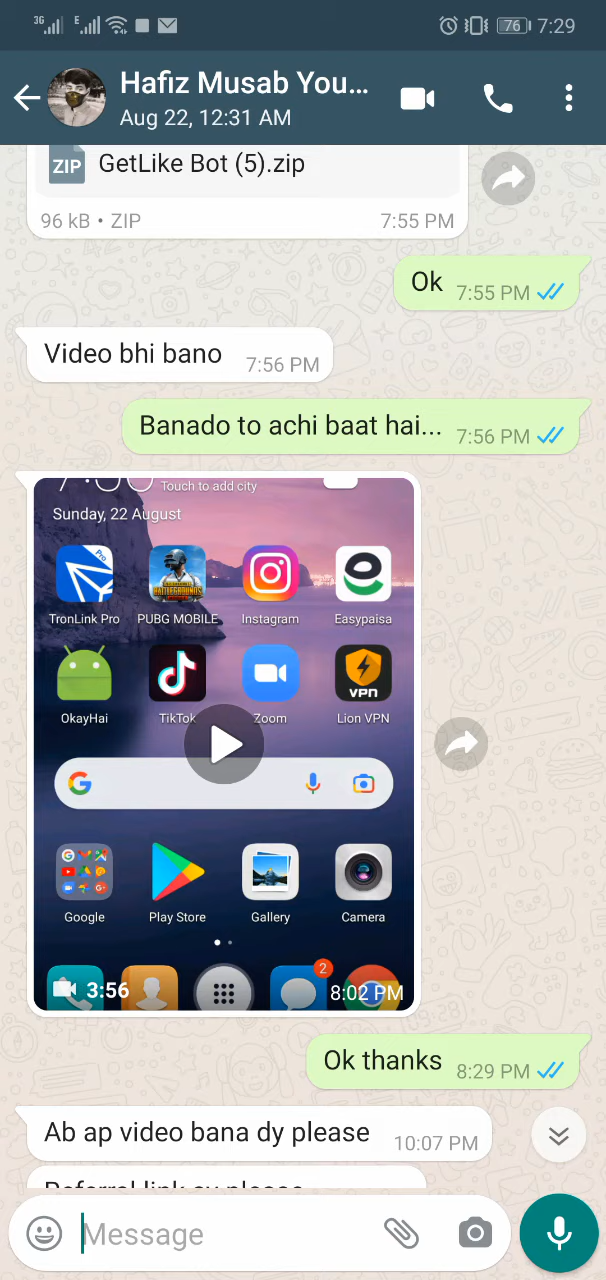 3G E 76 7:29
Hafiz Musab You...
Aug 22, 12:31 AM
ZIP GetLike Bot (5).zip
96 kB • ZIP 7:55 PM
Ok 7:55 PM
Video bhi bano 7:56 PM
Banado to achi baat hai... 7:56 PM
Touch to add city
Sunday, 22 August
Pro
TronLink Pro PUBG MOBILE Instagram Easypaisa
VPN
OkayHai TikTok Zoom Lion VPN
Google Play Store Gallery Camera
2
3:56 8:02 PM
Ok thanks 8:29 PM
Ab ap video bana dy please 10:07 PM
Message